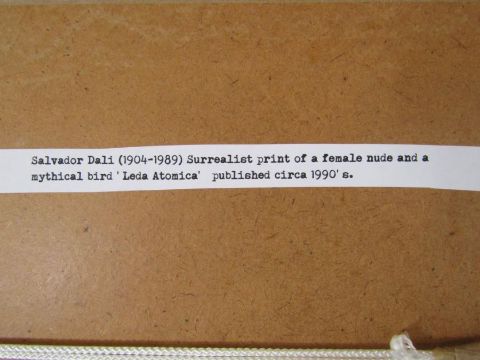 Salvador Dali (1904-1989) Surrealist print of a female nude and a
mythical bird 'Leda Atomica' published circa 1990's.